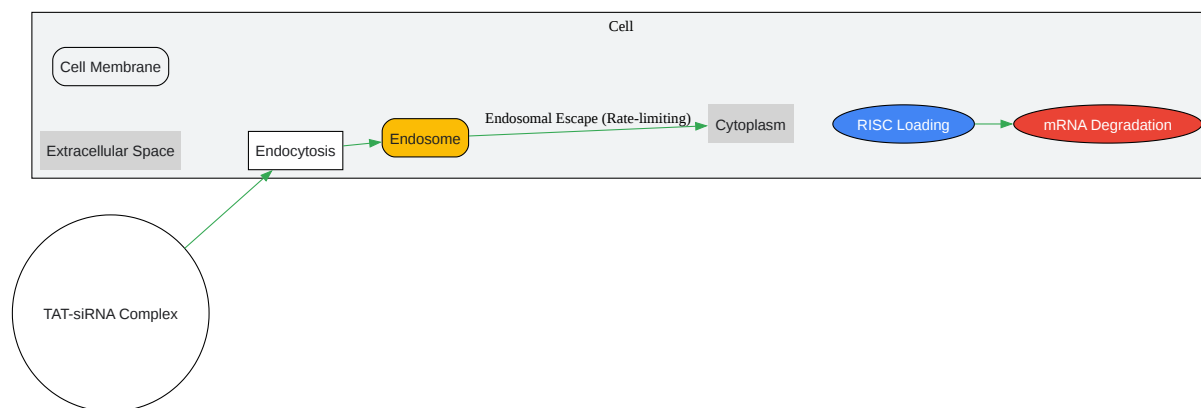 Cell
Cell Membrane
Extracellular Space
Endocytosis
Endosome
Endosomal Escape (Rate-limiting)
Cytoplasm
RISC Loading
mRNA Degradation
TAT-siRNA Complex